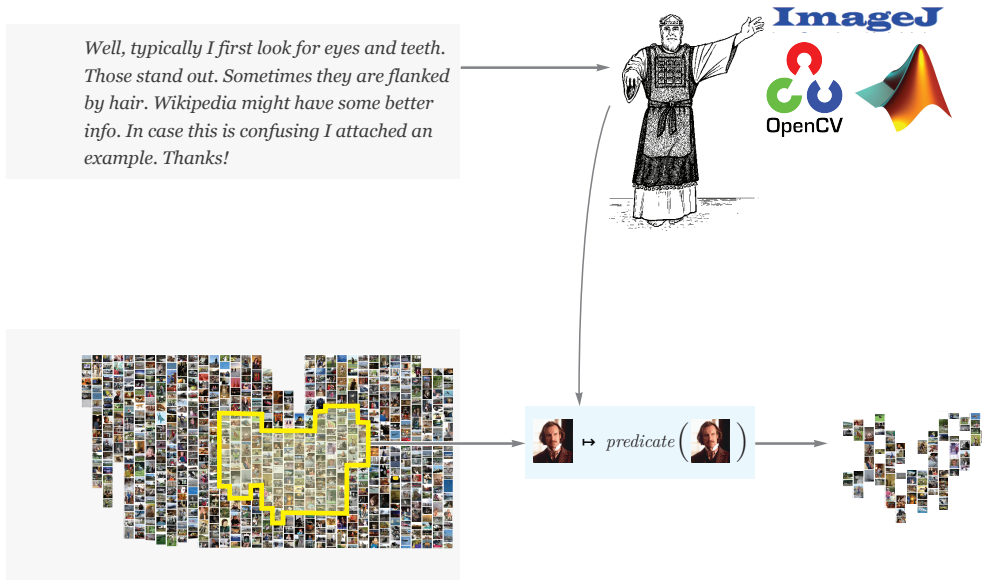 Well, typically I first look for eyes and teeth.
Those stand out. Sometimes they are flanked
by hair. Wikipedia might have some better
info. In case this is confusing I attached an
example. Thanks!
ImageJ
OpenCV
↦ predicate( )